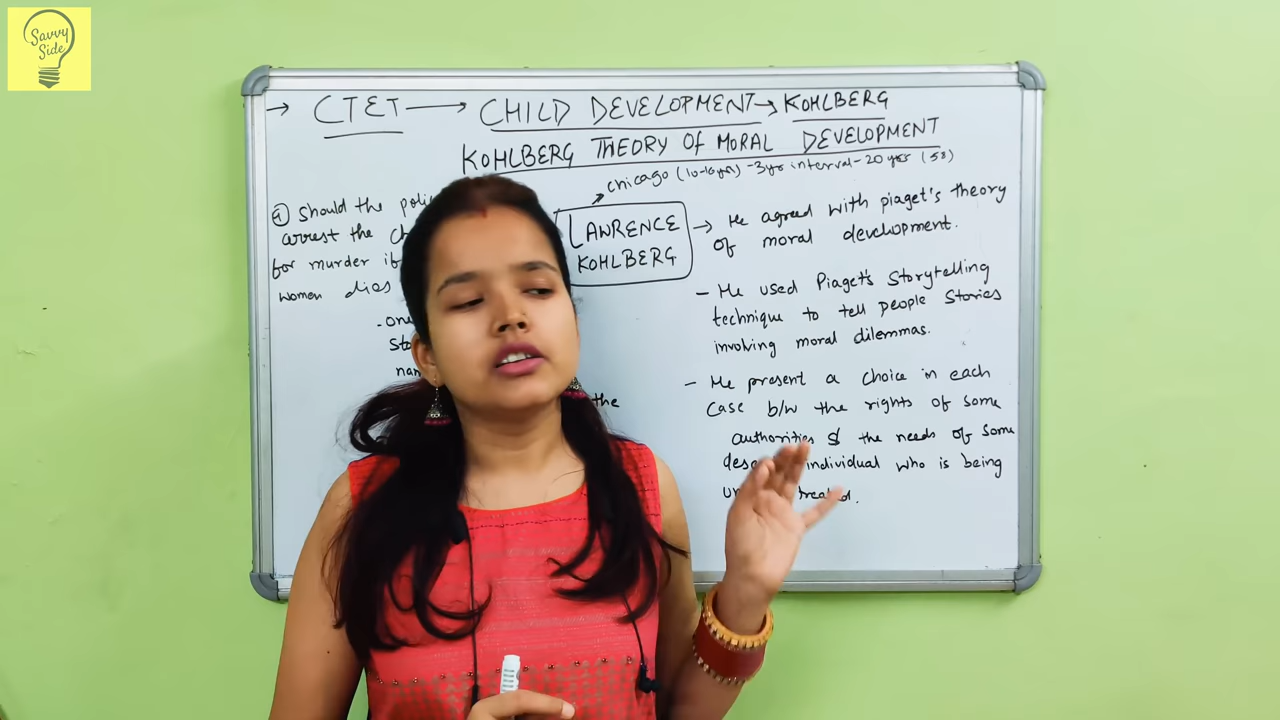 Savvy
Side
→ CTET → CHILD DEVELOPMENT → KOHLBERG
KOHLBERG THEORY OF MORAL DEVELOPMENT
chicago (10-16yrs) - 3yrs interval - 20 yrs (58)
① Should the poli
arrest the ch
for murder if
women dies
- one
nam
the
LAWRENCE
KOHLBERG
→ He agreed with piaget's theory
of moral development.
- He used Piaget's Storytelling
technique to tell people Stories
involving moral dilemmas.
- He present a choice in each
case b/w the rights of some
authorities & the needs of some
individual who is being
treated.